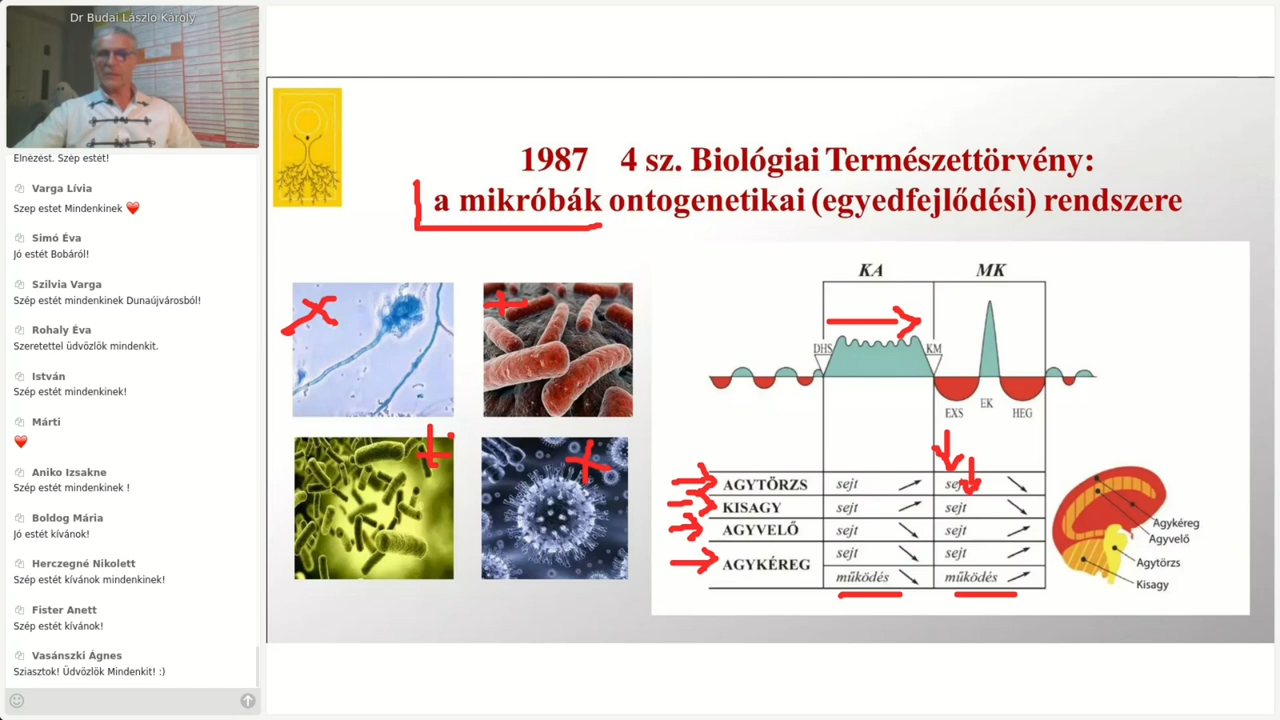 Dr Budai László Károly
Elnézést. Szép estét!
Varga Lívia
Szep estet Mindenkinek
Simó Éva
Jó estét Bobáról!
Szilvia Varga
Szép estét mindenkinek Dunaújvárosból!
Rohaly Éva
Szeretettel üdvözlök mindenkit.
István
Szép estét mindenkinek!
Márti
Aniko Izsakne
Szép estét mindenkinek !
Boldog Mária
Jó estét kívánok!
Herczegné Nikolett
Szép estét kívánok mindenkinek!
Fister Anett
Szép estét kívánok!
Vasánszki Ágnes
Sziasztok! Üdvözlök Mindenkit! :)
1987 4 sz. Biológiai Természettörvény:
a mikróbák ontogenetikai (egyedfejlődési) rendszere
KA MK
DHS KM
EXS EK HEG
AGYTÖRZS sejt sejt
KISAGY sejt sejt
AGYVELŐ sejt sejt
AGYKÉREG sejt sejt
működés működés
Agykéreg
Agyvelő
Agytörzs
Kisagy